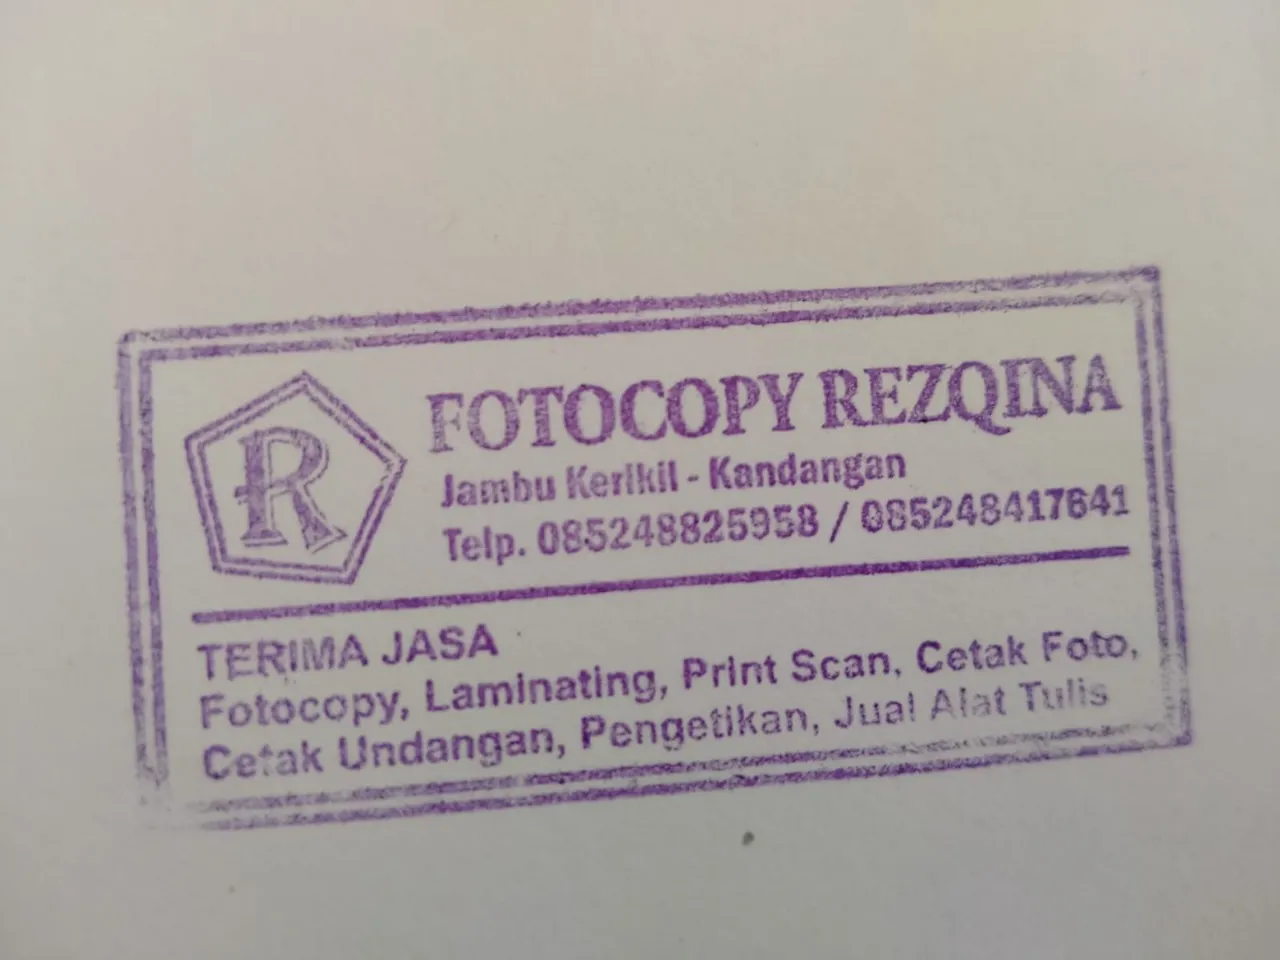 R
FOTOCOPY REZQINA
Jambu Kerikil - Kandangan
Telp. 085248825958 / 085248417641
TERIMA JASA
Fotocopy, Laminating, Print Scan, Cetak Foto,
Cetak Undangan, Pengetikan, Jual Alat Tulis